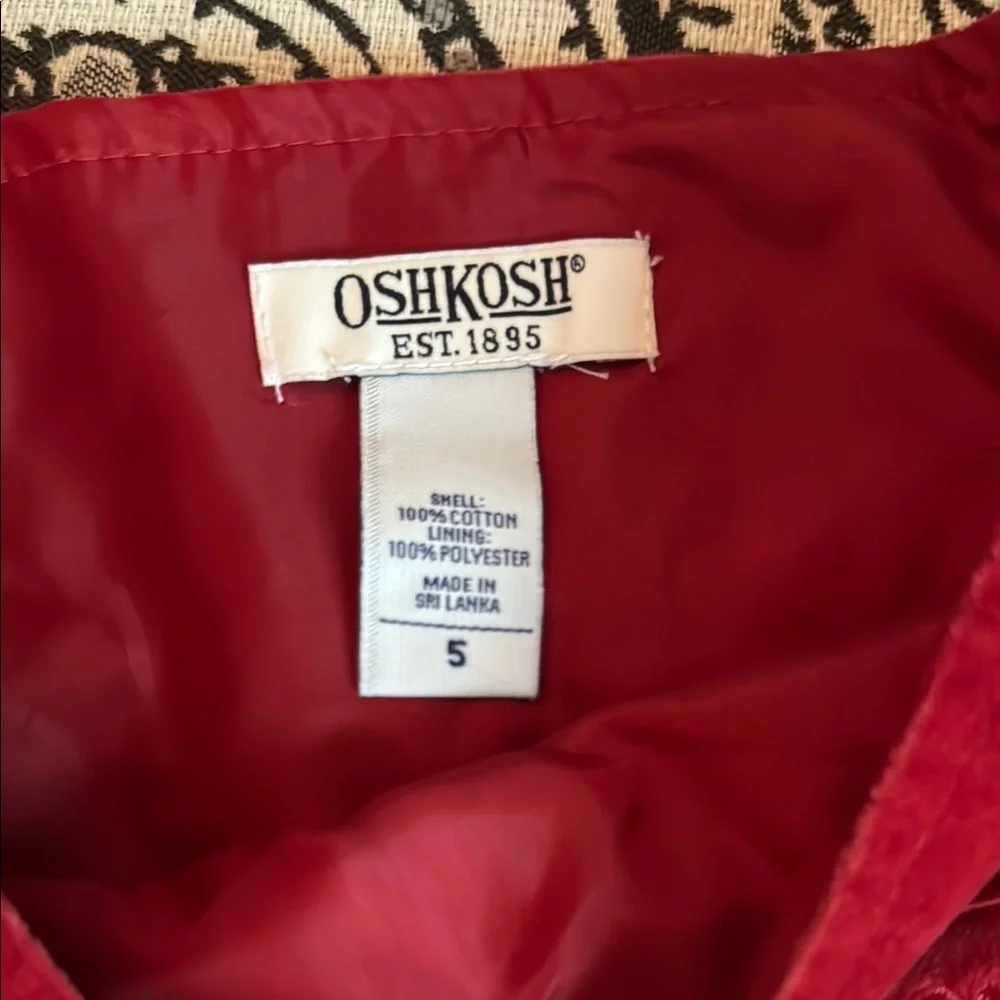 OSHKOSH®
EST. 1895
SHELL:
100% COTTON
LINING:
100% POLYESTER
MADE IN
SRI LANKA
5